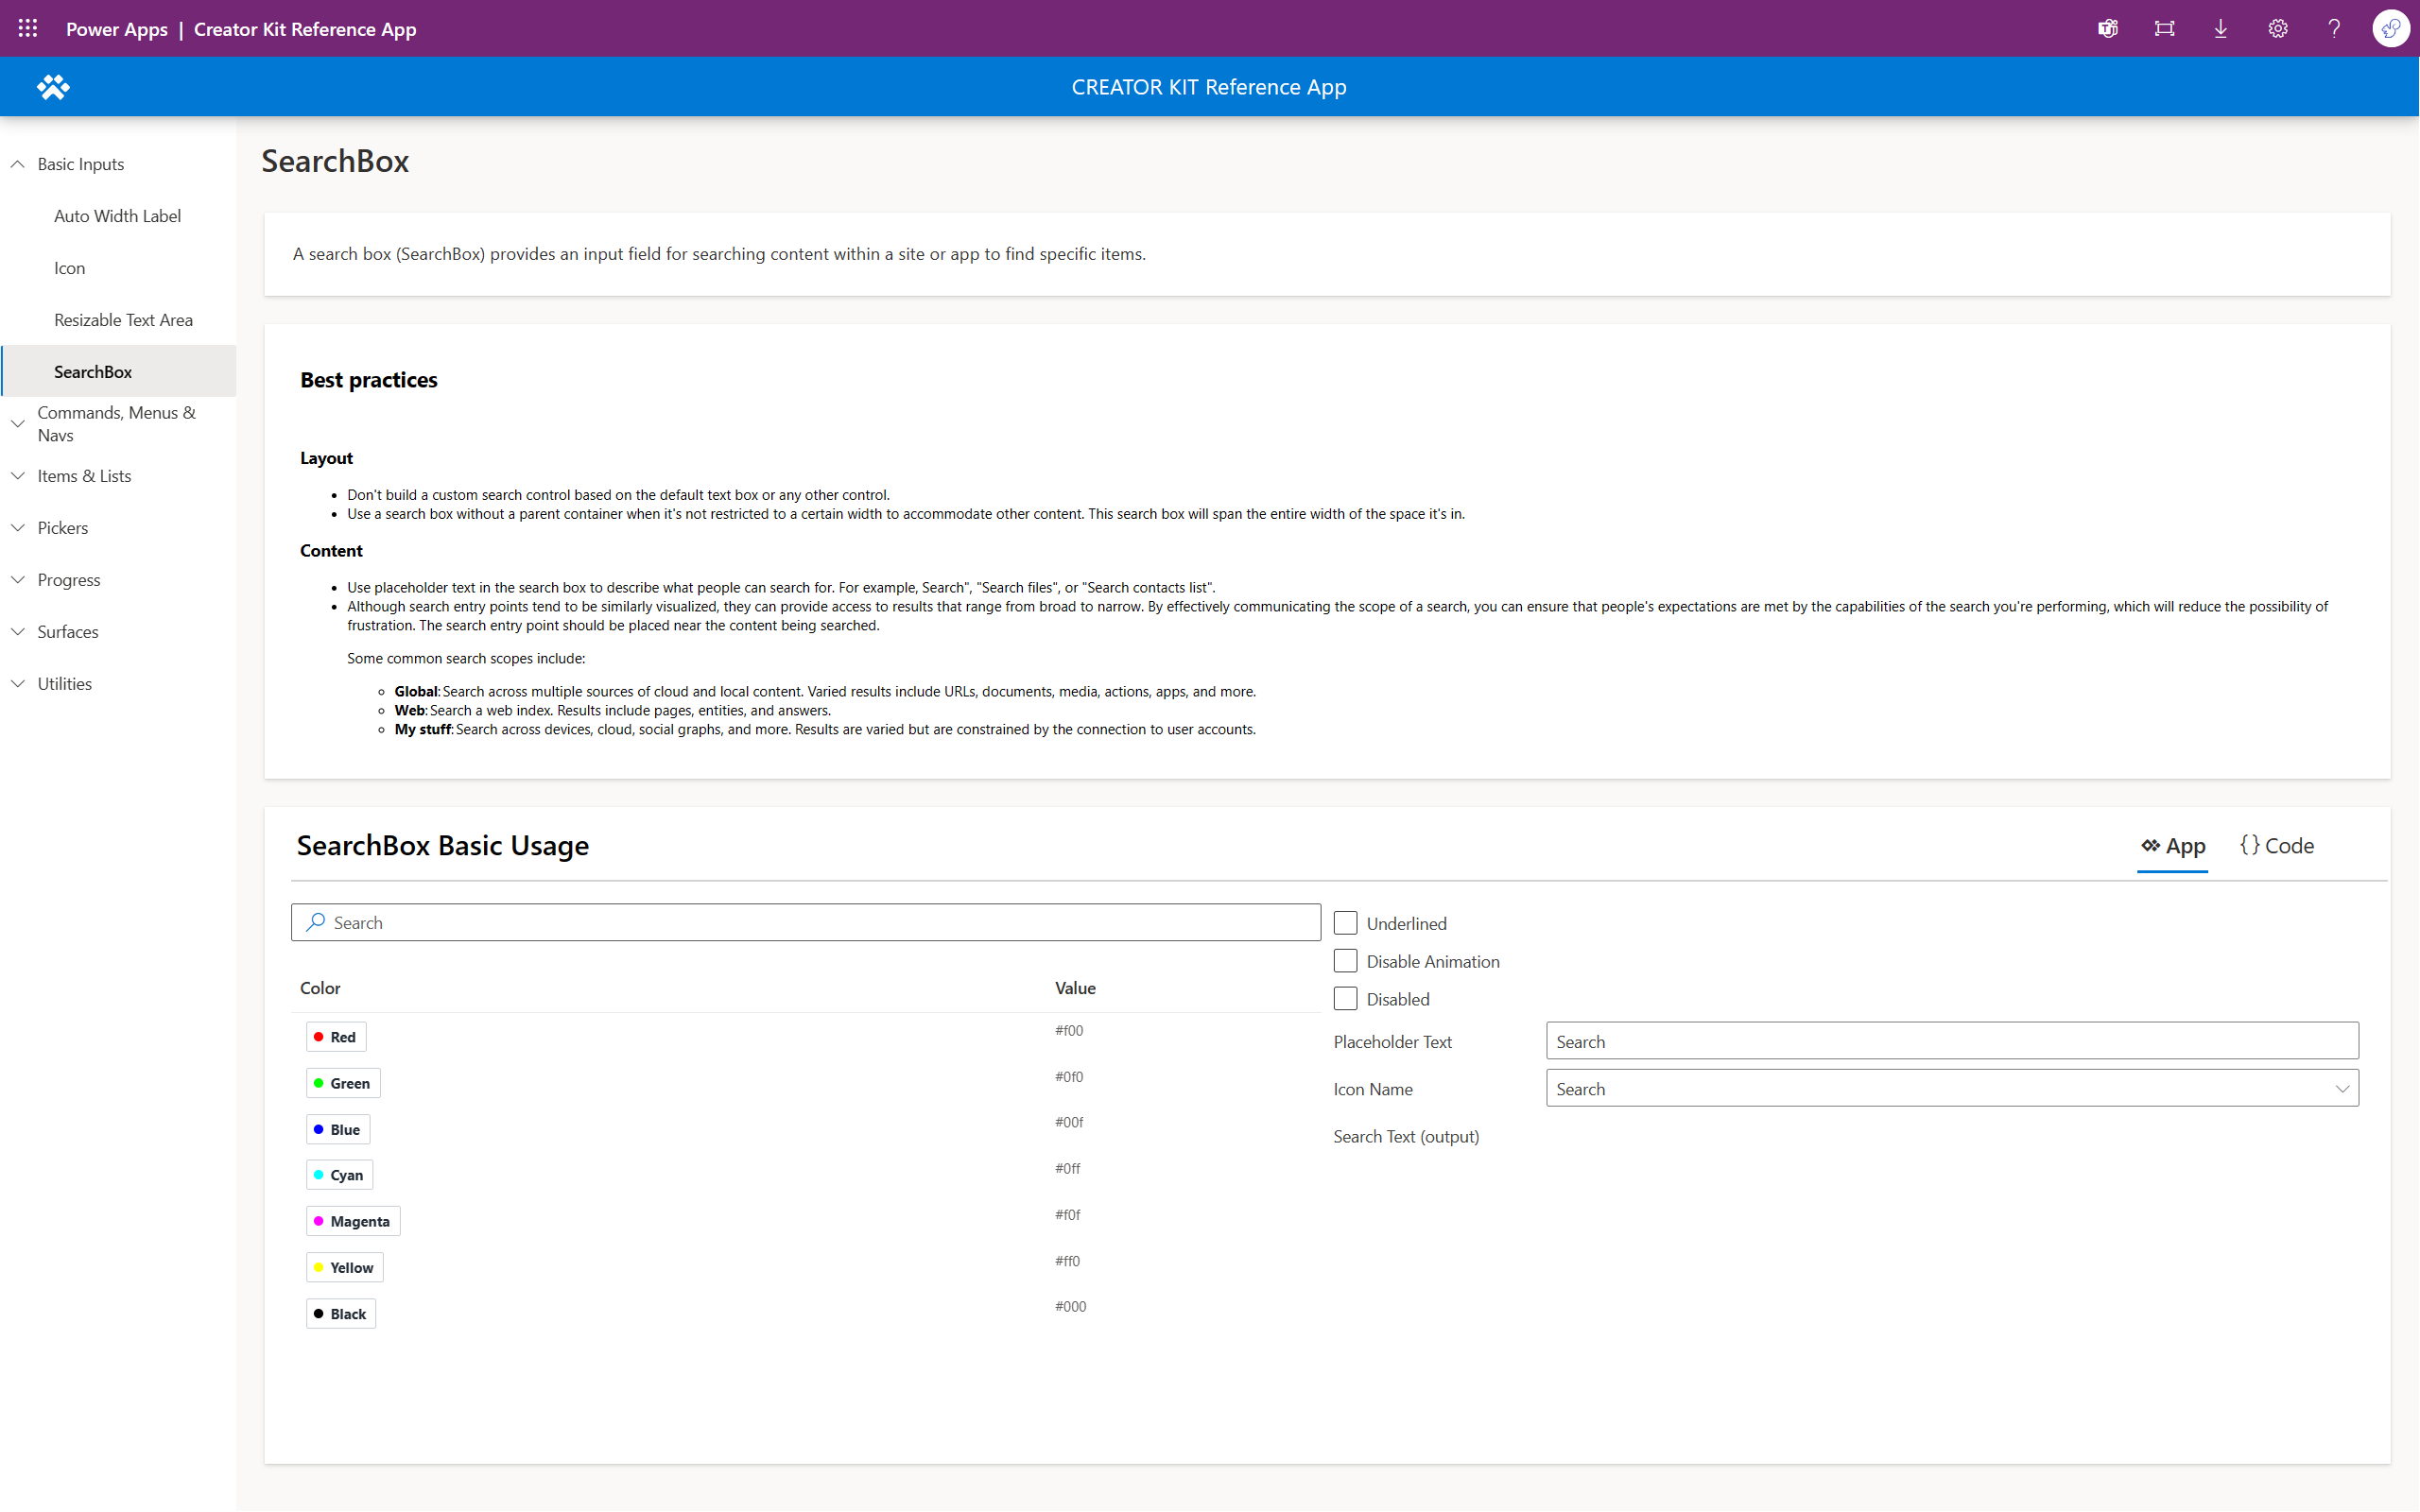 Power Apps | Creator Kit Reference App
CREATOR KIT Reference App
Basic Inputs
Auto Width Label
Icon
Resizable Text Area
SearchBox
Commands, Menus &
Navs
Items & Lists
Pickers
Progress
Surfaces
Utilities
SearchBox
A search box (SearchBox) provides an input field for searching content within a site or app to find specific items.
Best practices
Layout
• Don't build a custom search control based on the default text box or any other control.
• Use a search box without a parent container when it's not restricted to a certain width to accommodate other content. This search box will span the entire width of the space it's in.
Content
• Use placeholder text in the search box to describe what people can search for. For example, Search", "Search files", or "Search contacts list".
• Although search entry points tend to be similarly visualized, they can provide access to results that range from broad to narrow. By effectively communicating the scope of a search, you can ensure that people's expectations are met by the capabilities of the search you're performing, which will reduce the possibility of
frustration. The search entry point should be placed near the content being searched.
Some common search scopes include:
◦ Global: Search across multiple sources of cloud and local content. Varied results include URLs, documents, media, actions, apps, and more.
◦ Web: Search a web index. Results include pages, entities, and answers.
◦ My stuff: Search across devices, cloud, social graphs, and more. Results are varied but are constrained by the connection to user accounts.
SearchBox Basic Usage
App
{} Code
Search
Color Value
Red #f00
Green #0f0
Blue #00f
Cyan #0ff
Magenta #f0f
Yellow #ff0
Black #000
Underlined
Disable Animation
Disabled
Placeholder Text Search
Icon Name Search
Search Text (output)